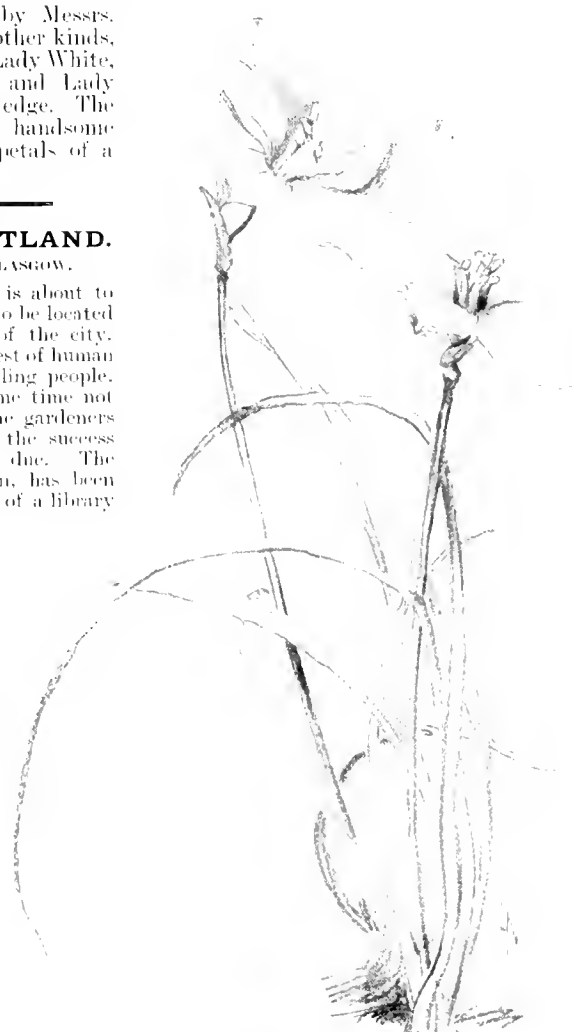 by Messrs.
other kinds,
Lady White,
and Lady
edge. The
handsome
petals of a
TLAND.
LASGOW.
is about to
o be located
of the city.
est of human
ling people.
me time not
ne gardeners
the success
due. The
n, has been
of a library